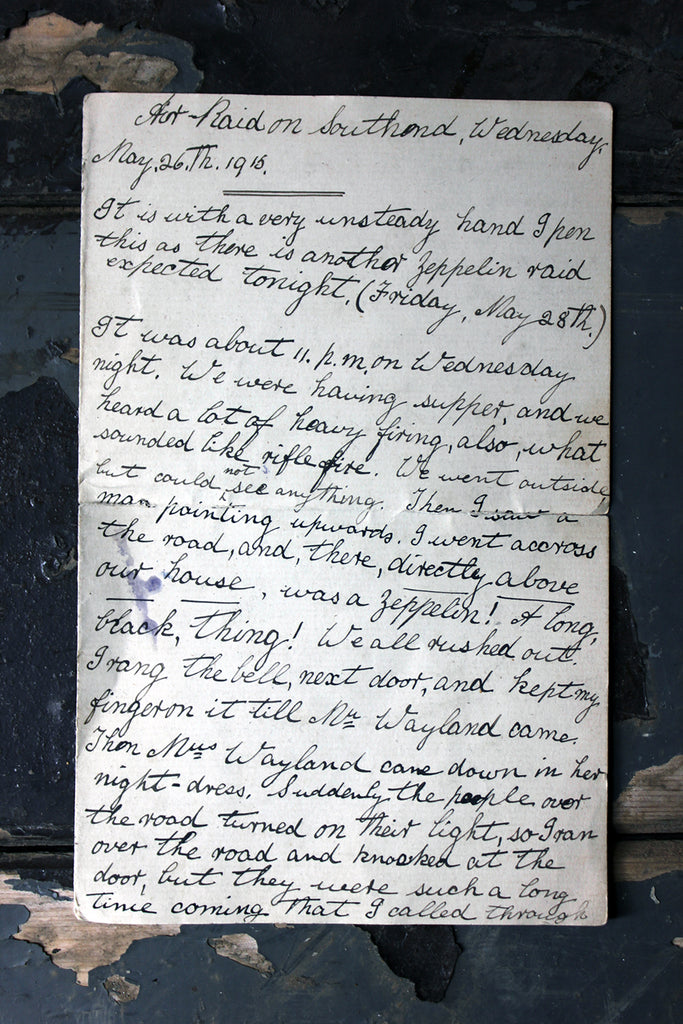 Air-Raid on Southend, Wednesday,
May, 26.Th. 1915.
It is with a very unsteady hand I pen
this as there is another Zeppelin raid
expected tonight. (Friday, May 28th.)
It was about 11. p.m. on Wednesday
night. We were having supper, and we
heard a lot of heavy firing, also, what
sounded like rifle fire. We went outside
but could not see anything. Then I saw a
man pointing upwards. I went accross
the road, and, there, directly above
our house, was a Zeppelin! A long,
black, thing! We all rushed out.
I rang the bell, next door, and kept my
finger on it till Mr Wayland came.
Then Mrs Wayland came down in her
night-dress. Suddenly the people over
the road turned on their light, so I ran
over the road and knocked at the
door, but they were such a long
time coming that I called through